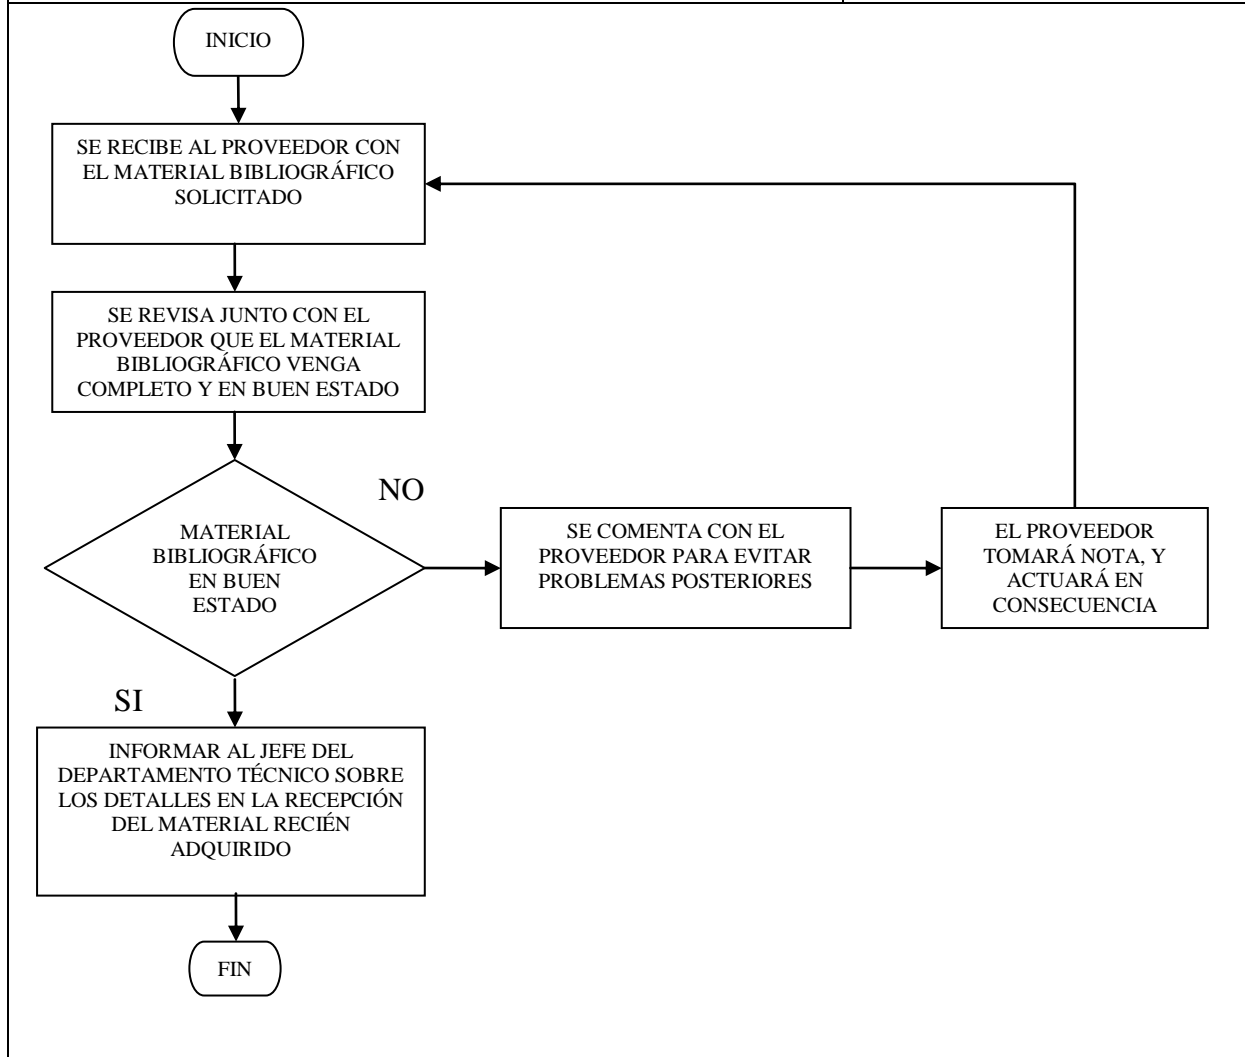 INICIO
SE RECIBE AL PROVEEDOR CON
EL MATERIAL BIBLIOGRÁFICO
SOLICITADO
SE REVISA JUNTO CON EL
PROVEEDOR QUE EL MATERIAL
BIBLIOGRÁFICO VENGA
COMPLETO Y EN BUEN ESTADO
MATERIAL
BIBLIOGRÁFICO
EN BUEN
ESTADO
NO
SE COMENTA CON EL
PROVEEDOR PARA EVITAR
PROBLEMAS POSTERIORES
EL PROVEEDOR
TOMARÁ NOTA, Y
ACTUARÁ EN
CONSECUENCIA
SI
INFORMAR AL JEFE DEL
DEPARTAMENTO TÉCNICO SOBRE
LOS DETALLES EN LA RECEPCIÓN
DEL MATERIAL RECIÉN
ADQUIRIDO
FIN